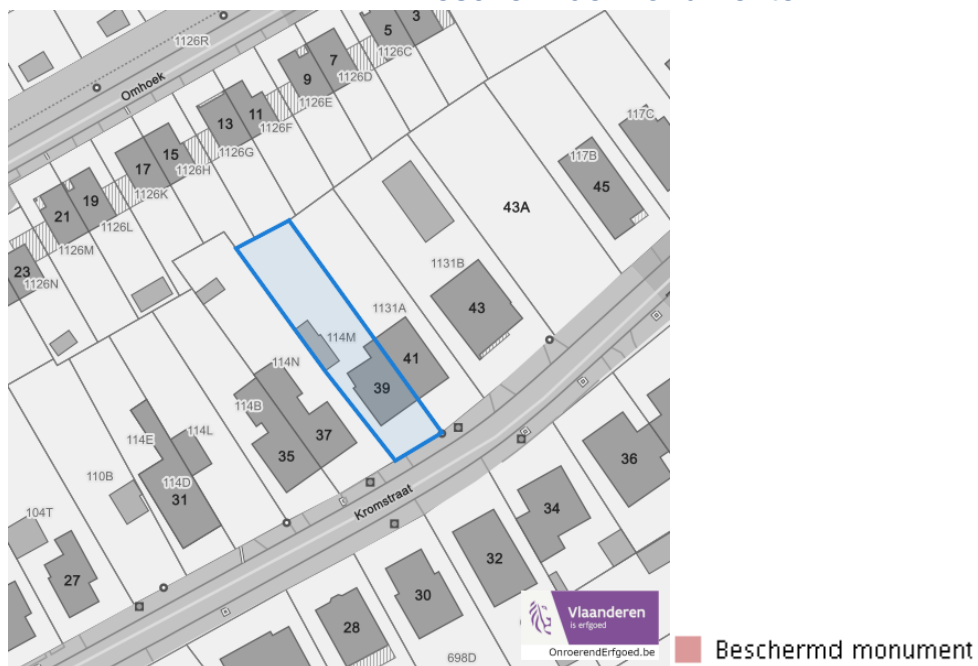 1126R
Omhoek
3
5
1126C
7
1126D
9
1126E
11
1126F
13
1126G
15
1126H
17
1126K
19
1126L
21
1126M
23
1126N
117C
117B
45
43A
1131B
43
1131A
41
114M
39
114N
114B
37
35
114L
114E
114D
31
110B
104T
27
Kromstraat
36
34
32
30
28
698D
Vlaanderen
is erfgoed
OnroerendErfgoed.be
Beschermd monument